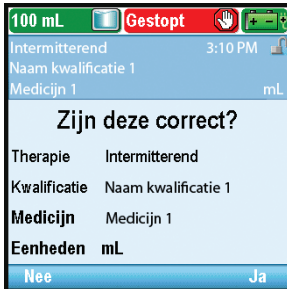 100 mL Gestopt
Intermitterend 3:10 PM
Naam kwalificatie 1
Medicijn 1 mL
Zijn deze correct?
Therapie Intermitterend
Kwalificatie Naam kwalificatie 1
Medicijn Medicijn 1
Eenheden mL
Nee Ja